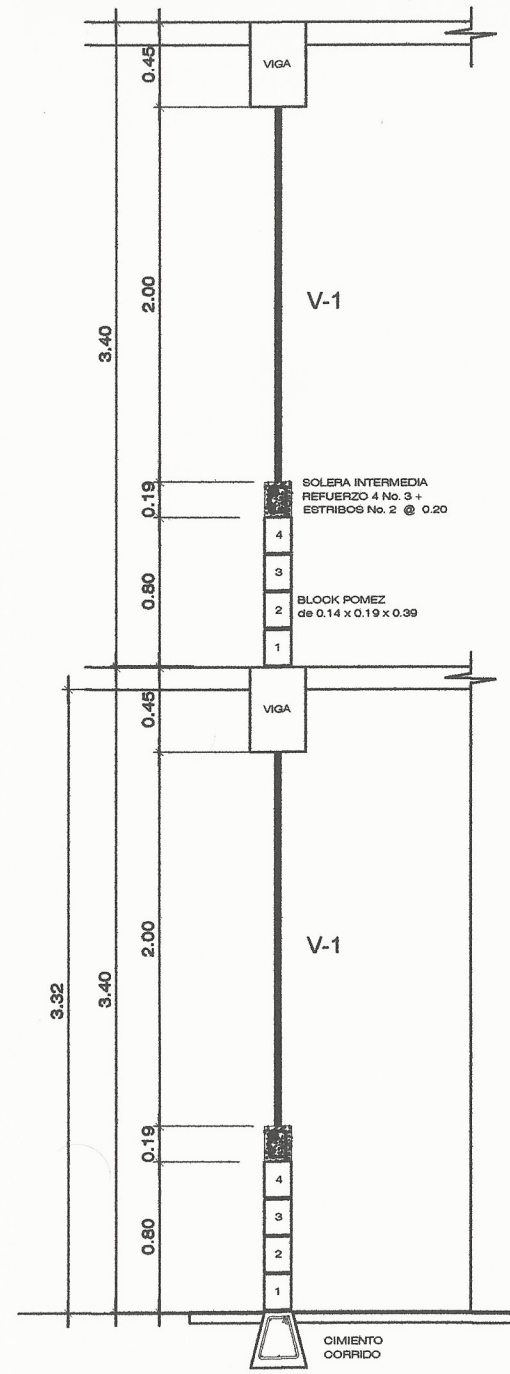 0.45
VIGA
2.00
V-1
3.40
0.19
SOLERA INTERMEDIA
REFUERZO 4 No. 3 +
ESTRIBOS No. 2 @ 0.20
4
3
0.80
2
BLOCK POMEZ
de 0.14 x 0.19 x 0.39
1
0.45
VIGA
2.00
V-1
3.32
3.40
0.19
4
3
0.80
2
1
CIMIENTO
CORRIDO